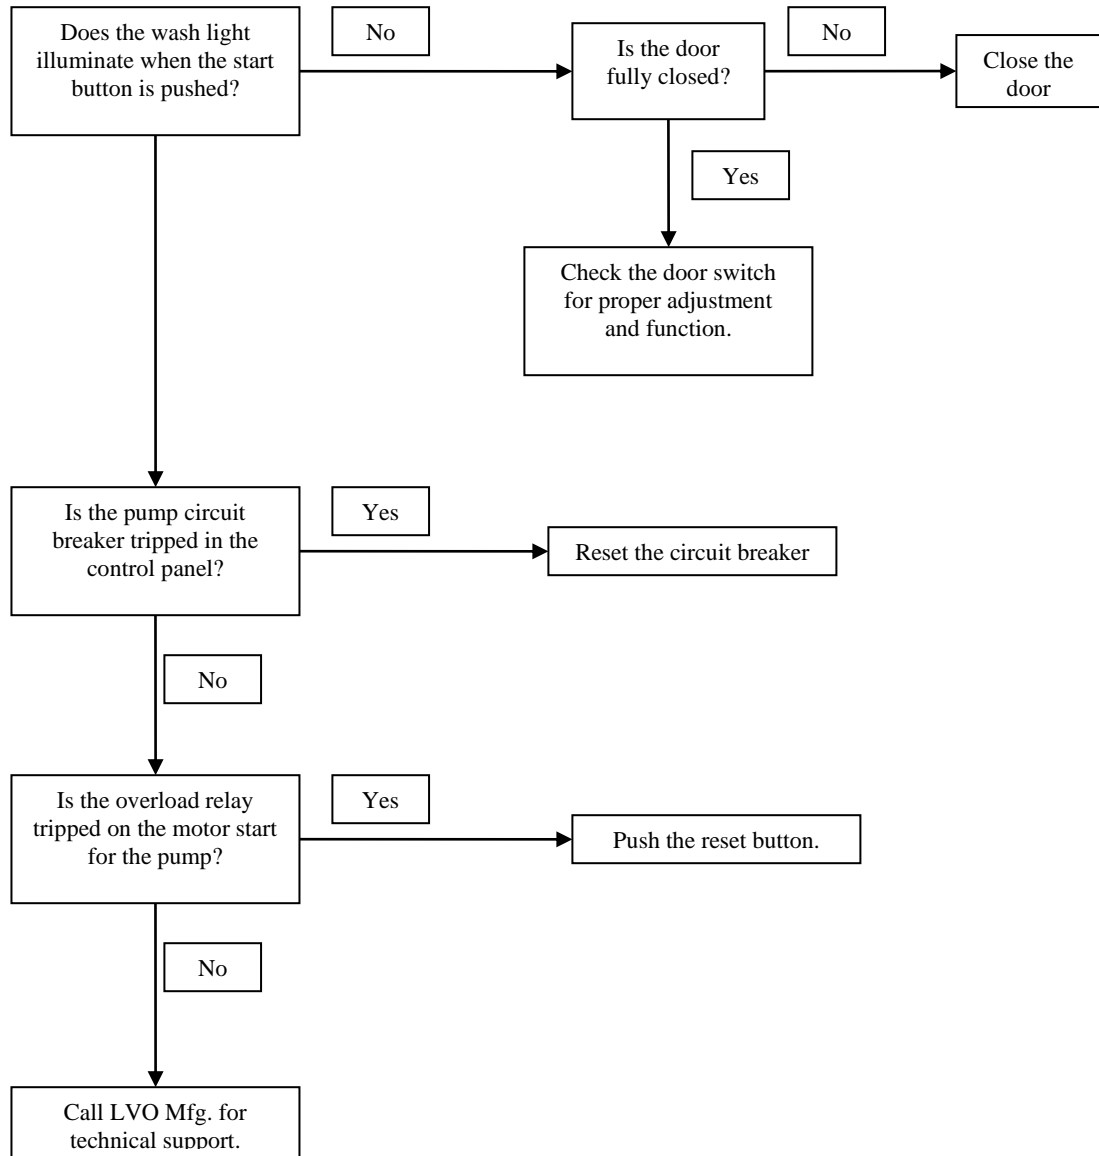 Does the wash light
illuminate when the start
button is pushed?
No
Is the door
fully closed?
No
Close the
door
Yes
Check the door switch
for proper adjustment
and function.
Is the pump circuit
breaker tripped in the
control panel?
Yes
Reset the circuit breaker
No
Is the overload relay
tripped on the motor start
for the pump?
Yes
Push the reset button.
No
Call LVO Mfg. for
technical support.